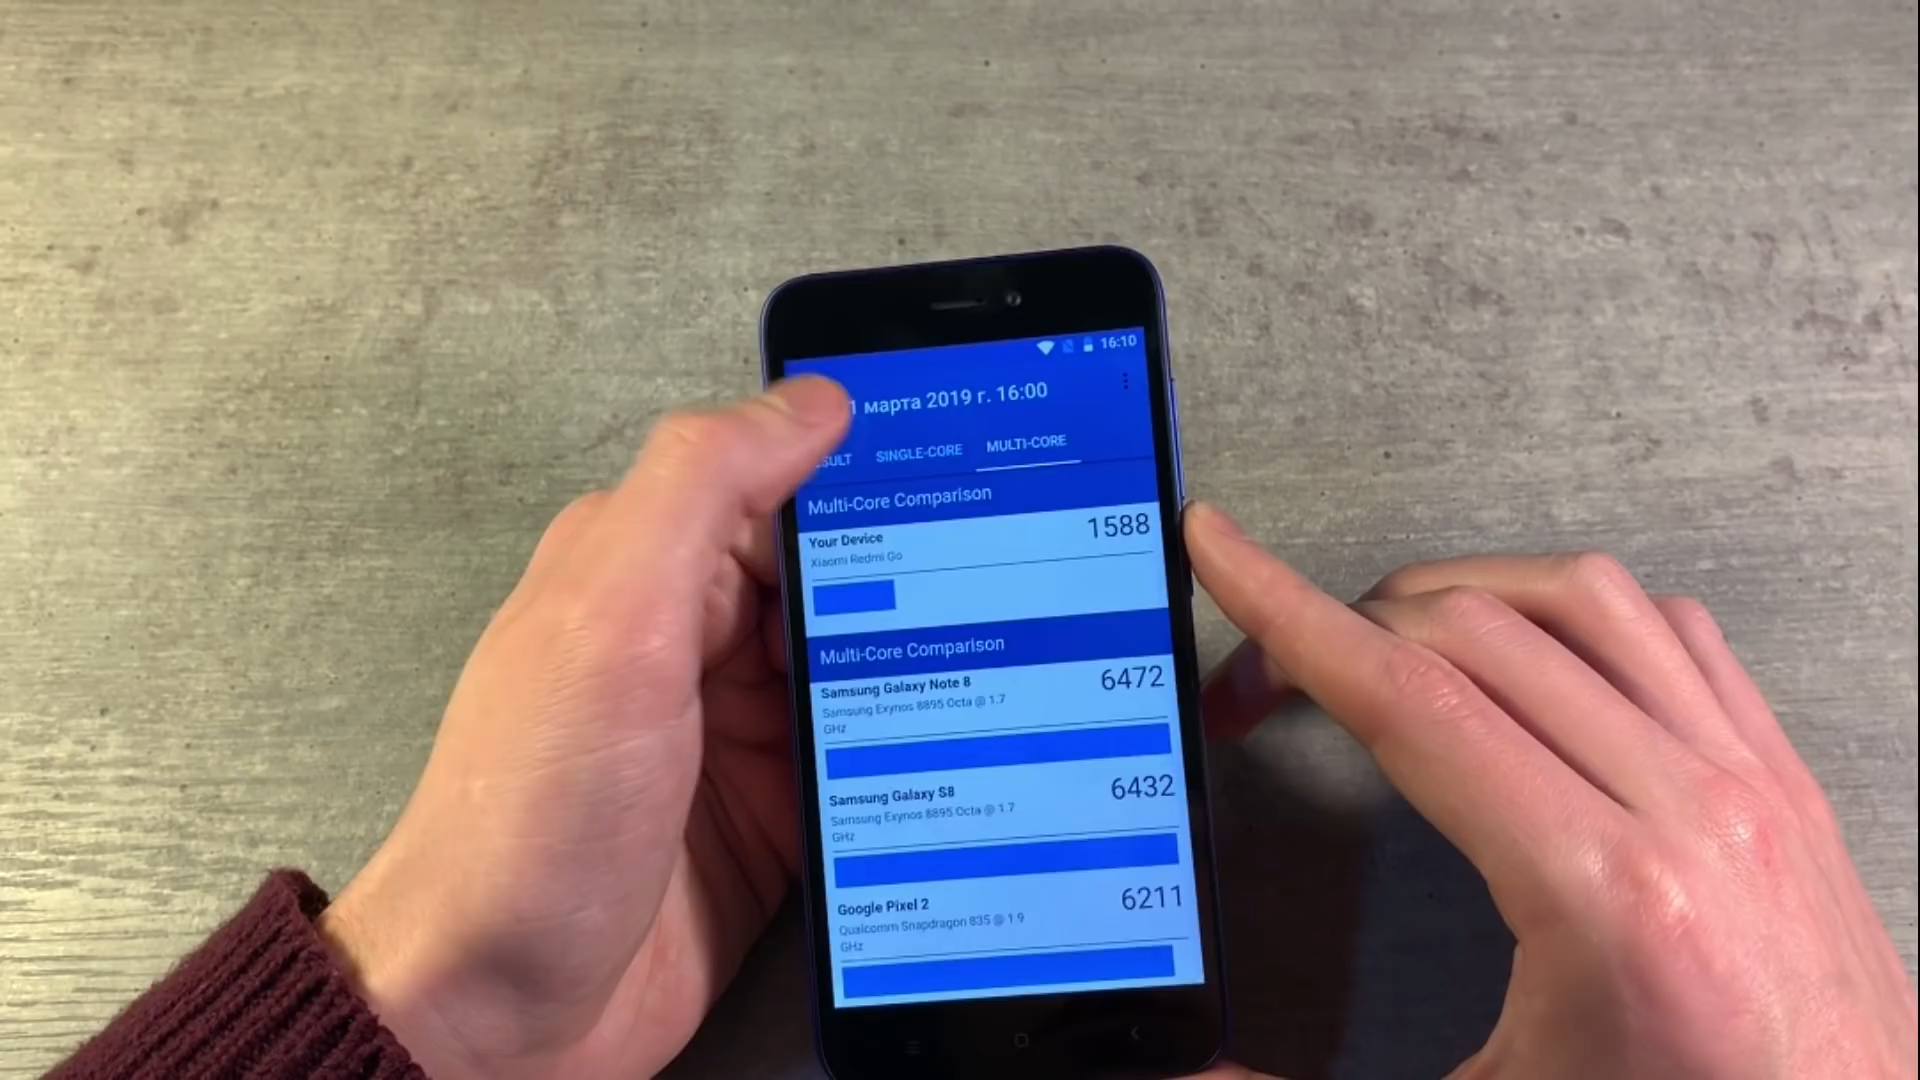 16:10
марта 2019 г. 16:00
SINGLE-CORE MULTI-CORE
Multi-Core Comparison
Your Device 1588
Xiaomi Redmi Go
Multi-Core Comparison
Samsung Galaxy Note 8 6472
Samsung Exynos 8895 Octa @ 1.7
GHz
Samsung Galaxy S8 6432
Samsung Exynos 8895 Octa @ 1.7
GHz
Google Pixel 2 6211
Qualcomm Snapdragon 835 @ 1.9
GHz